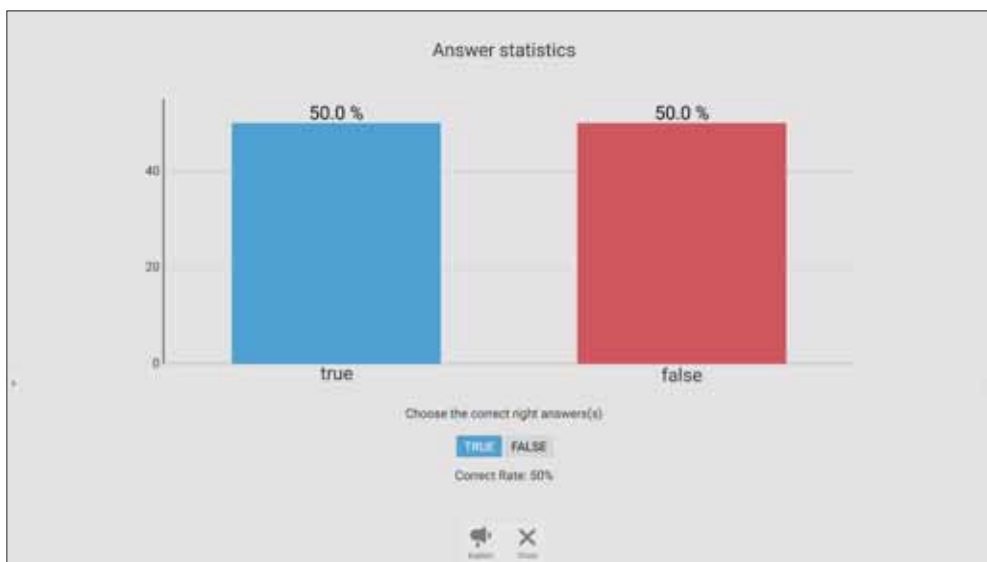 Answer statistics
50.0 % 50.0 %
40
20
0
true false
Choose the correct right answers(s)
TRUE FALSE
Correct Rate: 50%